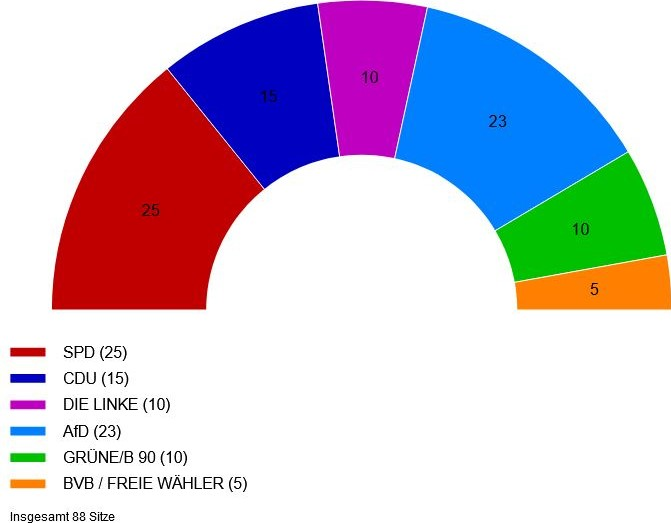 10
15
23
25
10
5
SPD (25)
CDU (15)
DIE LINKE (10)
AfD (23)
GRÜNE/B 90 (10)
BVB / FREIE WÄHLER (5)
Insgesamt 88 Sitze